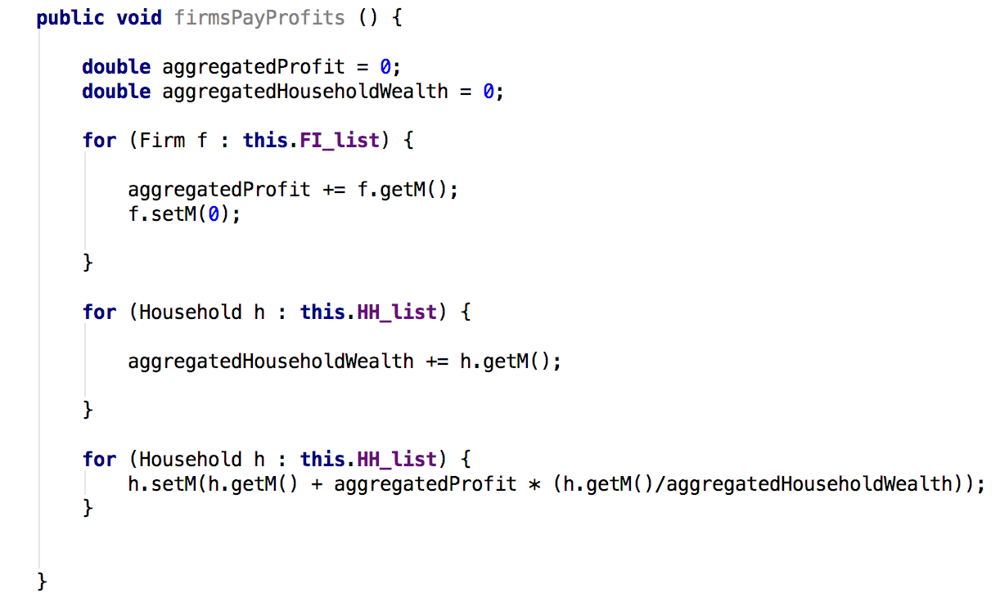 public void firmsPayProfits () {
double aggregatedProfit = 0;
double aggregatedHouseholdWealth = 0;
for (Firm f : this.FI_list) {
aggregatedProfit += f.getM();
f.setM(0);
}
for (Household h : this.HH_list) {
aggregatedHouseholdWealth += h.getM();
}
for (Household h : this.HH_list) {
h.setM(h.getM() + aggregatedProfit * (h.getM()/aggregatedHouseholdWealth));
}
}